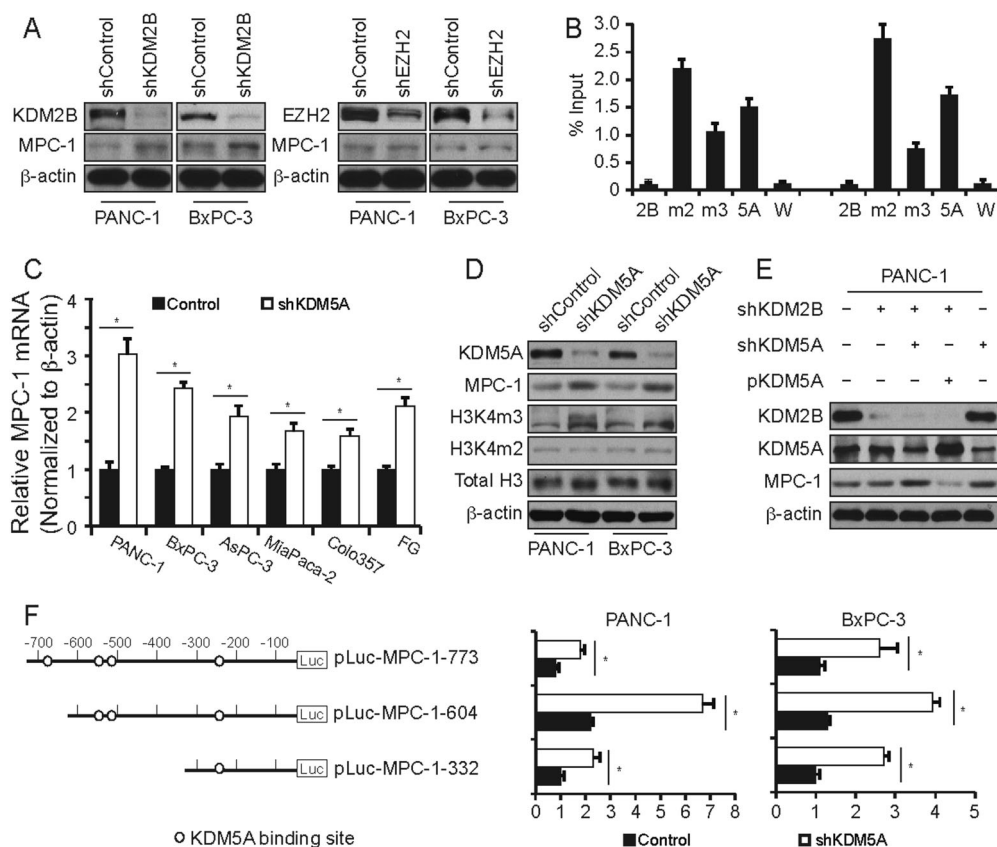 A
shControl
shKDM2B
shControl
shKDM2B
shControl
shEZH2
shControl
shEZH2
KDM2B
MPC-1
β-actin
PANC-1
BxPC-3
EZH2
MPC-1
β-actin
PANC-1
BxPC-3
B
% Input
3.0
2.5
2.0
1.5
1.0
0.5
0
2B m2 m3 5A W 2B m2 m3 5A W
C
Relative MPC-1 mRNA
(Normalized to β-actin)
Control shKDM5A
4
3
2
1
0
* * * * * *
PANC-1
BxPC-3
AsPC-3
MiaPaca-2
Colo357
FG
D
shControl
shKDM5A
shControl
shKDM5A
KDM5A
MPC-1
H3K4m3
H3K4m2
Total H3
β-actin
PANC-1 BxPC-3
E
PANC-1
shKDM2B – + + + –
shKDM5A – – + – +
pKDM5A – – – + –
KDM2B
KDM5A
MPC-1
β-actin
F
-700 -600 -500 -400 -300 -200 -100
Luc pLuc-MPC-1-773
Luc pLuc-MPC-1-604
Luc pLuc-MPC-1-332
KDM5A binding site
PANC-1
*
*
*
0 1 2 3 4 5 6 7 8
BxPC-3
*
*
*
0 1 2 3 4 5
Control shKDM5A